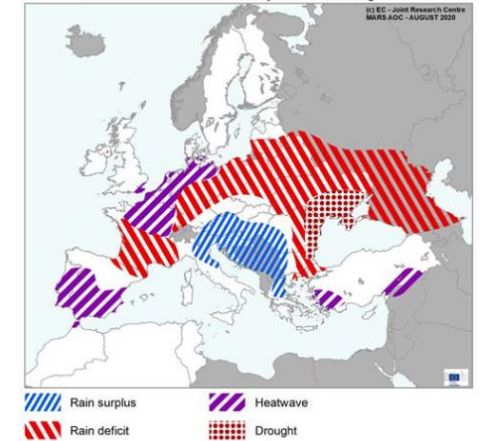 (c) EC - Joint Research Centre
MARS AOC - AUGUST 2020
Rain surplus
Heatwave
Rain deficit
Drought